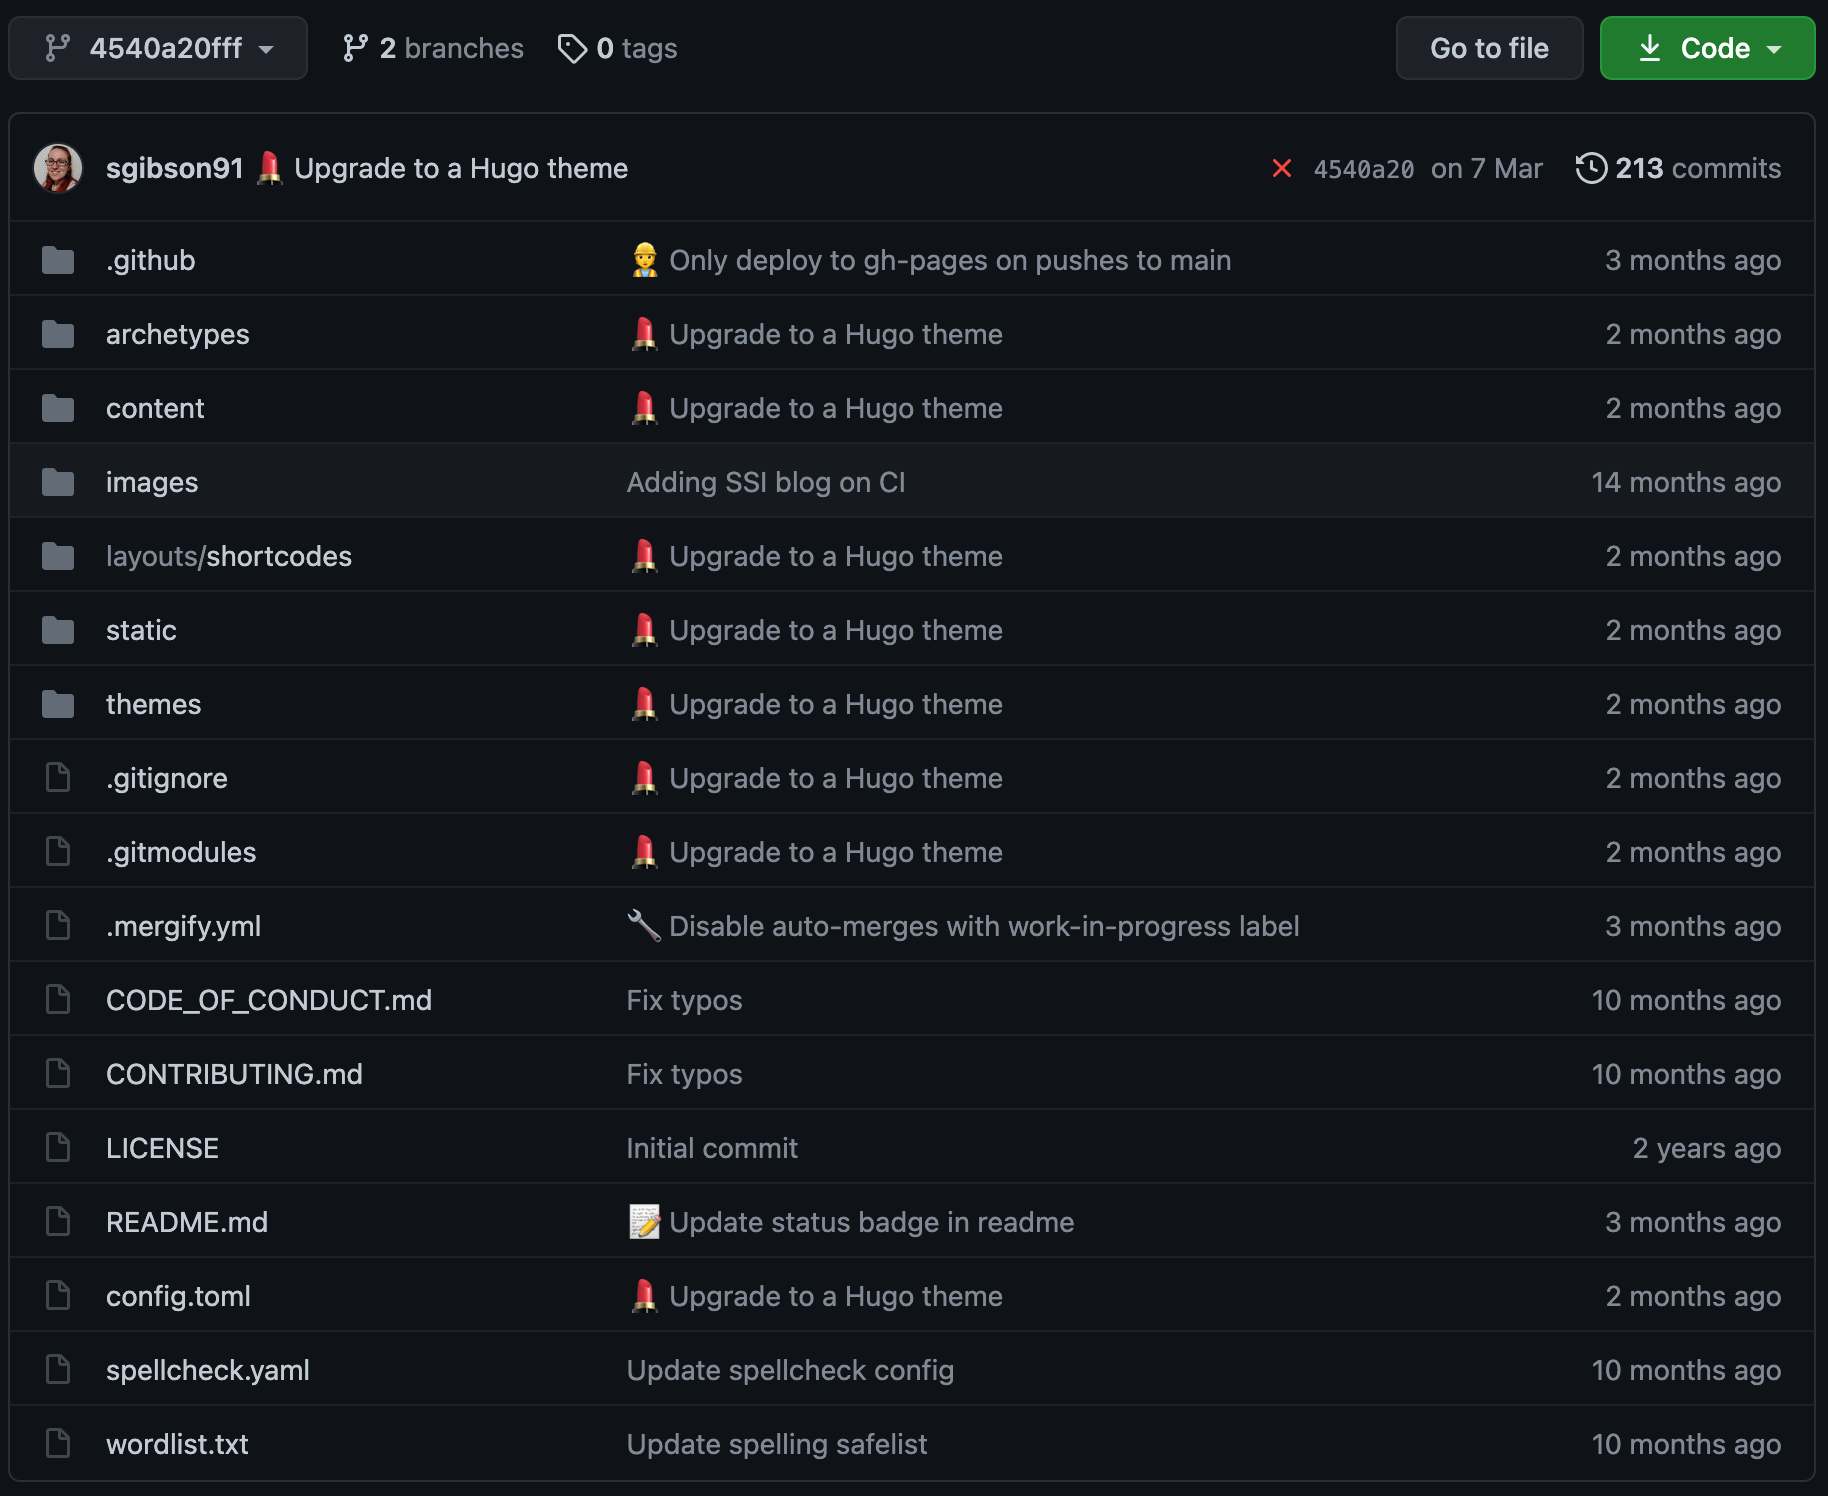 4540a20fff 2 branches 0 tags Go to file Code
sgibson91 💄 Upgrade to a Hugo theme 4540a20 on 7 Mar 213 commits
.github 👷 Only deploy to gh-pages on pushes to main 3 months ago
archetypes 💄 Upgrade to a Hugo theme 2 months ago
content 💄 Upgrade to a Hugo theme 2 months ago
images Adding SSI blog on CI 14 months ago
layouts/shortcodes 💄 Upgrade to a Hugo theme 2 months ago
static 💄 Upgrade to a Hugo theme 2 months ago
themes 💄 Upgrade to a Hugo theme 2 months ago
.gitignore 💄 Upgrade to a Hugo theme 2 months ago
.gitmodules 💄 Upgrade to a Hugo theme 2 months ago
.mergify.yml 🔧 Disable auto-merges with work-in-progress label 3 months ago
CODE_OF_CONDUCT.md Fix typos 10 months ago
CONTRIBUTING.md Fix typos 10 months ago
LICENSE Initial commit 2 years ago
README.md 📝 Update status badge in readme 3 months ago
config.toml 💄 Upgrade to a Hugo theme 2 months ago
spellcheck.yaml Update spellcheck config 10 months ago
wordlist.txt Update spelling safelist 10 months ago